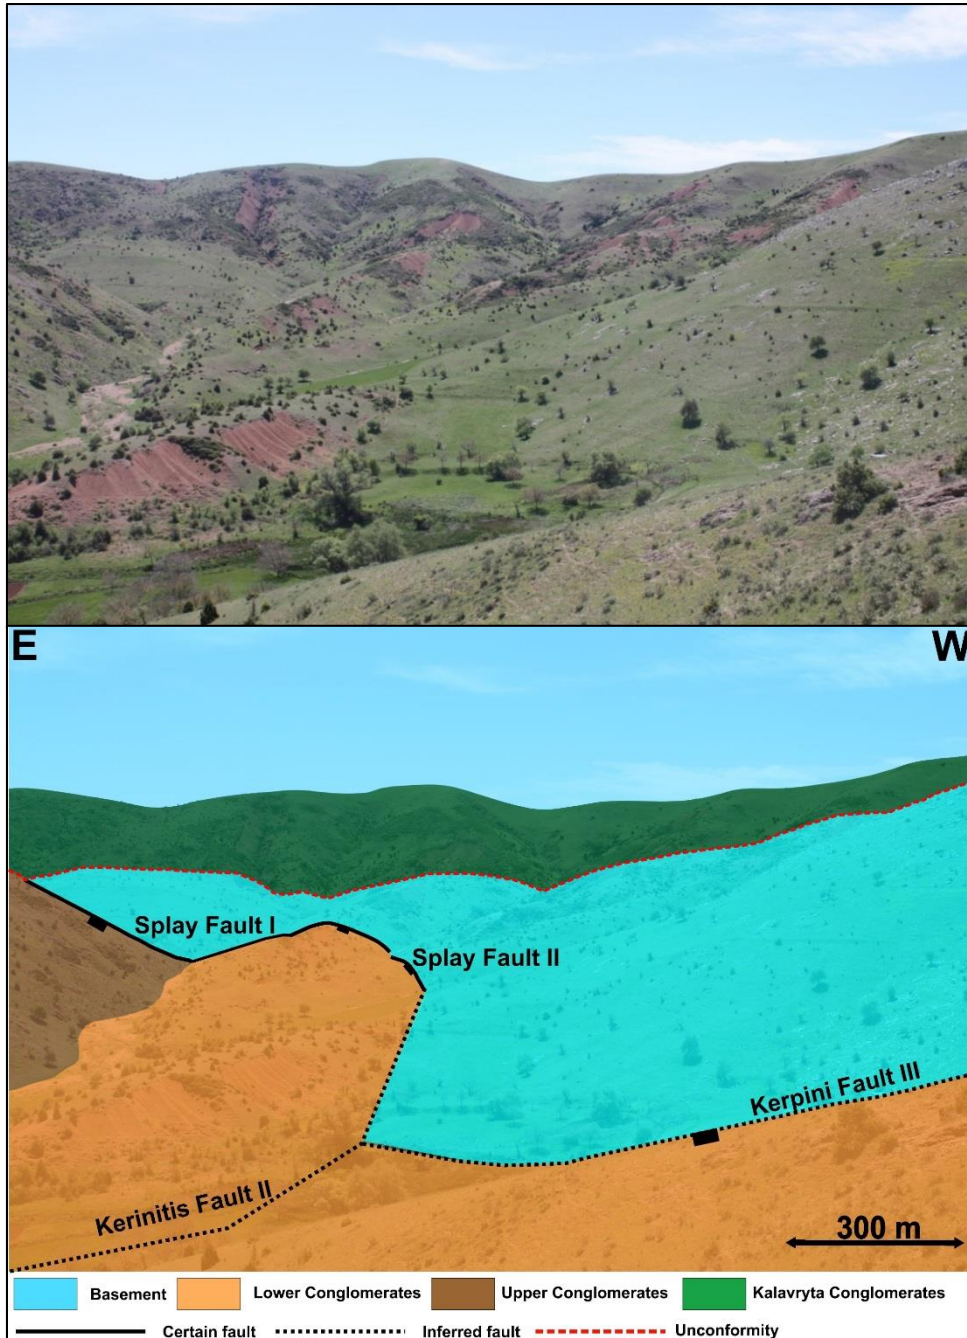 E
W
Splay Fault I
Splay Fault II
Kerpini Fault III
Kerinitis Fault II
300 m
Basement
Lower Conglomerates
Upper Conglomerates
Kalavryta Conglomerates
Certain fault
Inferred fault
Unconformity